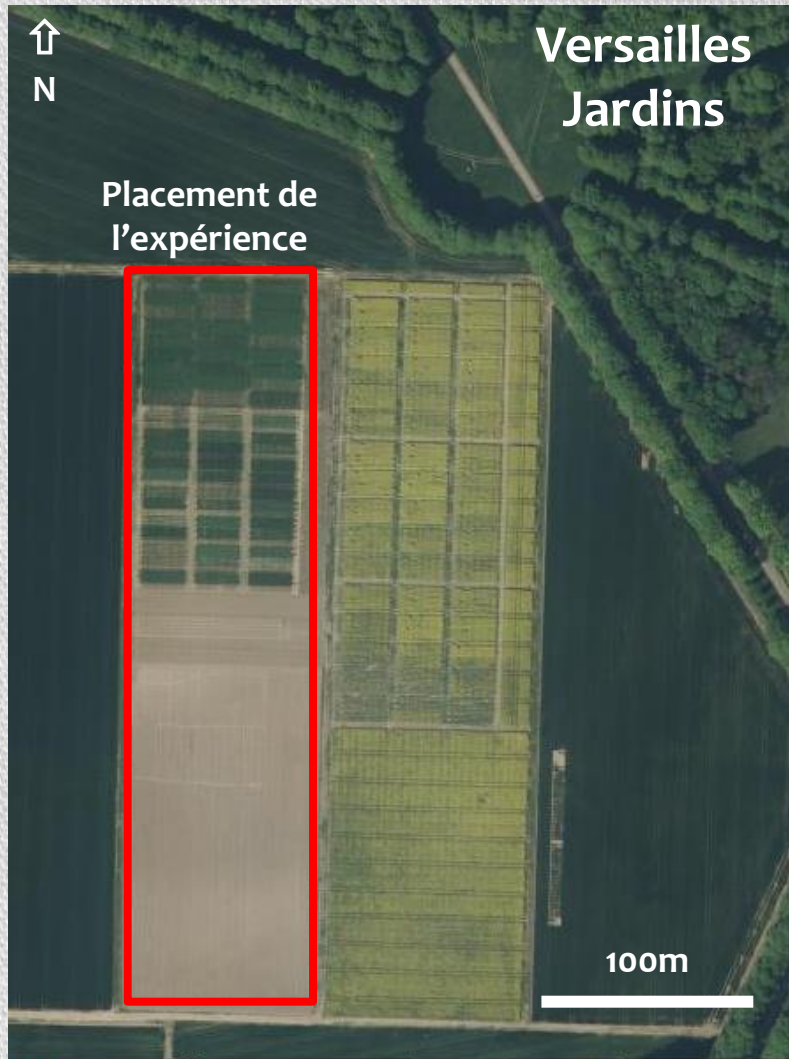 N
Versailles
Jardins
Placement de
l’expérience
100m